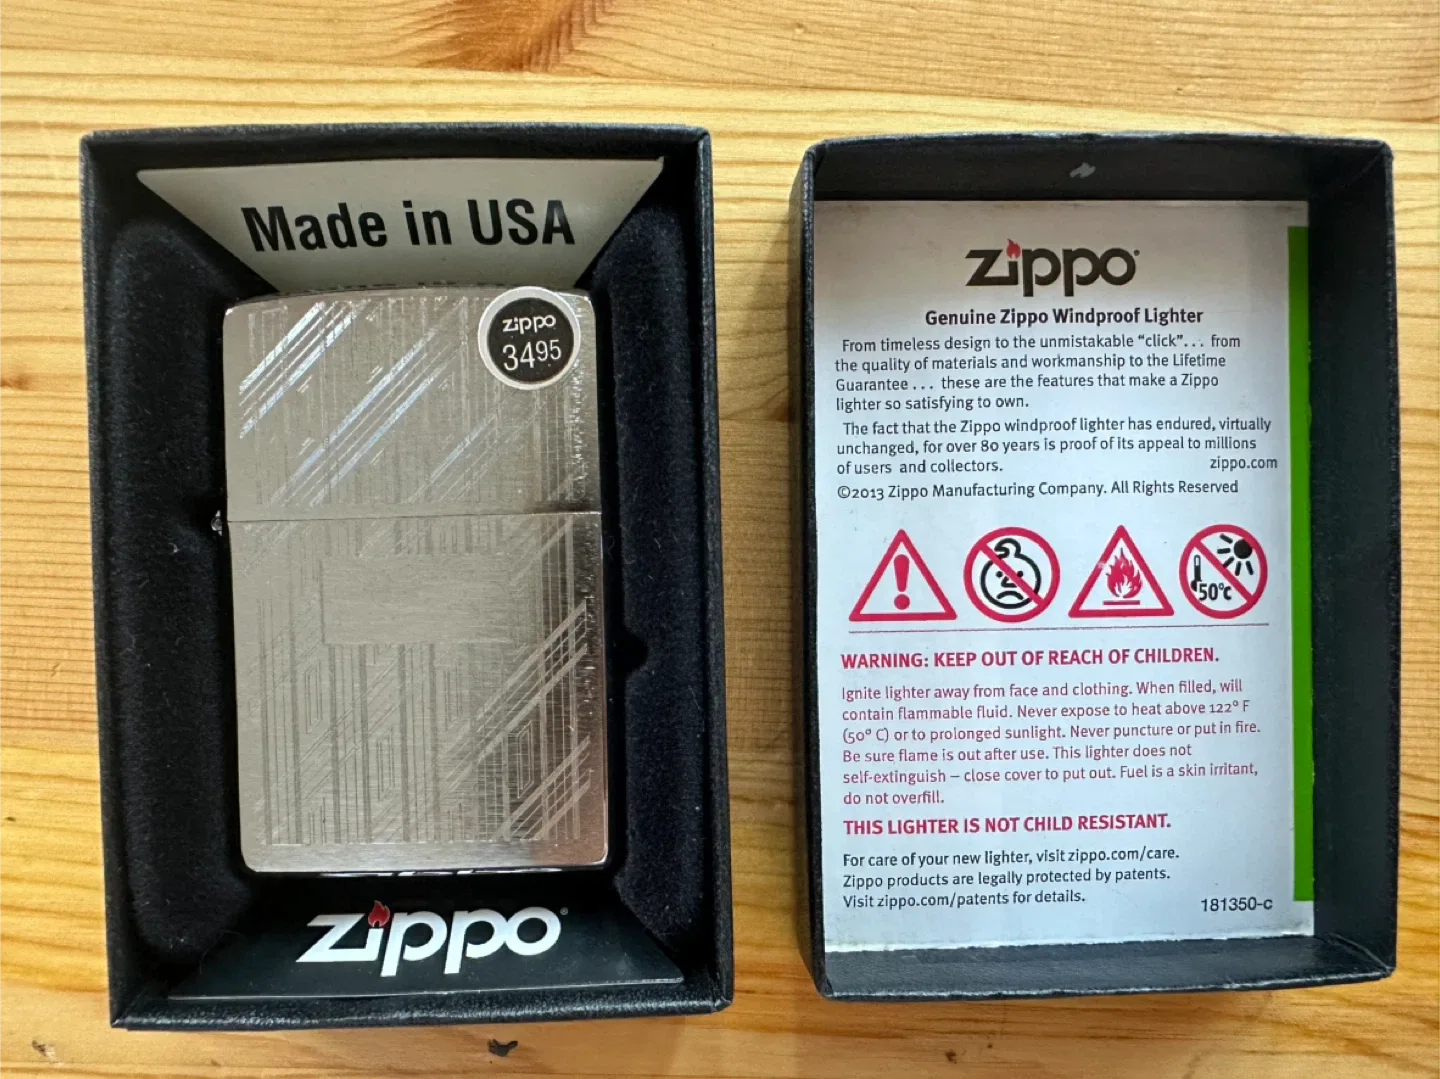 Made in USA
zippo
3495
zippo
zippo
Genuine Zippo Windproof Lighter
From timeless design to the unmistakable “click”... from
the quality of materials and workmanship to the Lifetime
Guarantee ... these are the features that make a Zippo
lighter so satisfying to own.
The fact that the Zippo windproof lighter has endured, virtually
unchanged, for over 80 years is proof of its appeal to millions
of users and collectors.
zippo.com
©2013 Zippo Manufacturing Company. All Rights Reserved
50°C
WARNING: KEEP OUT OF REACH OF CHILDREN.
Ignite lighter away from face and clothing. When filled, will
contain flammable fluid. Never expose to heat above 122° F
(50° C) or to prolonged sunlight. Never puncture or put in fire.
Be sure flame is out after use. This lighter does not
self-extinguish – close cover to put out. Fuel is a skin irritant,
do not overfill.
THIS LIGHTER IS NOT CHILD RESISTANT.
For care of your new lighter, visit zippo.com/care.
Zippo products are legally protected by patents.
Visit zippo.com/patents for details.
181350-c